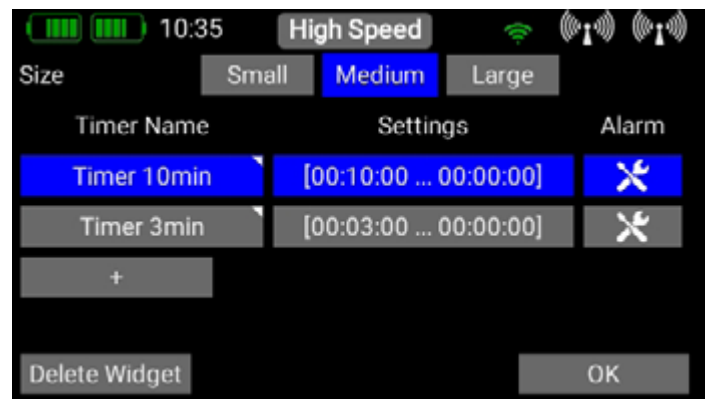 10:35 High Speed
Size Small Medium Large
Timer Name Settings Alarm
Timer 10min [00:10:00 ... 00:00:00]
Timer 3min [00:03:00 ... 00:00:00]
+
Delete Widget OK